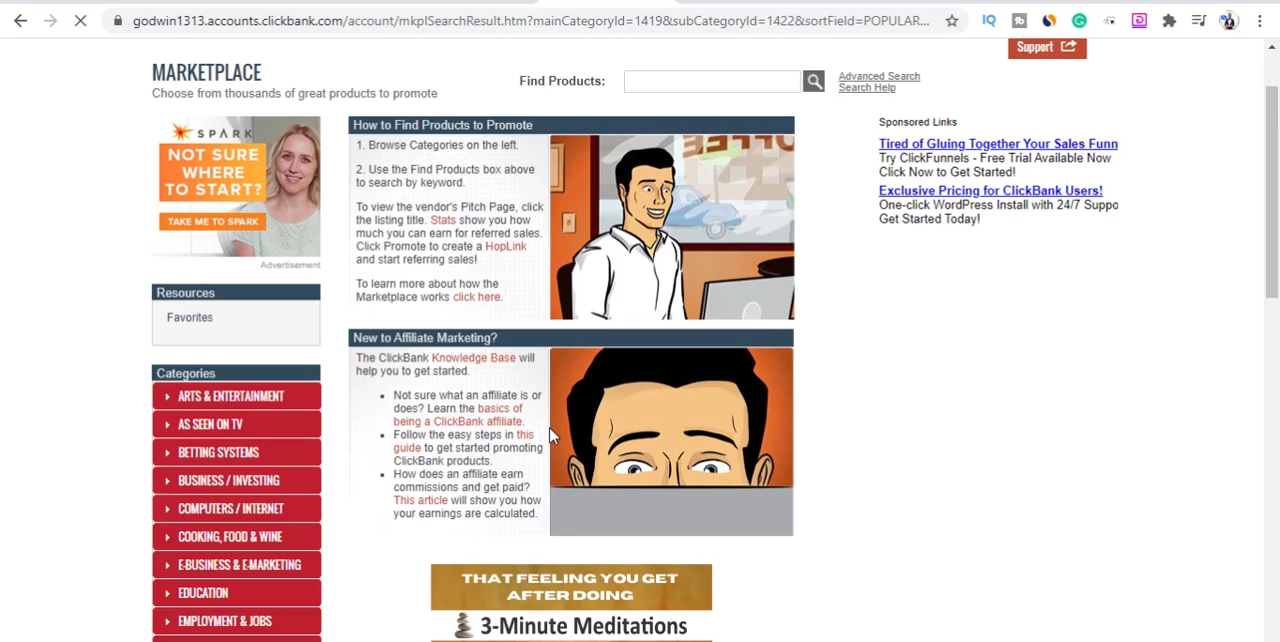 godwin1313.accounts.clickbank.com/account/mkplSearchResult.htm?mainCategoryId=1419&subCategoryId=1422&sortField=POPULAR...
Support
MARKETPLACE
Choose from thousands of great products to promote
Find Products:
Advanced Search
Search Help
SPARK
NOT SURE
WHERE
TO START?
TAKE ME TO SPARK
Advertisement
Resources
Favorites
Categories
ARTS & ENTERTAINMENT
AS SEEN ON TV
BETTING SYSTEMS
BUSINESS / INVESTING
COMPUTERS / INTERNET
COOKING, FOOD & WINE
E-BUSINESS & E-MARKETING
EDUCATION
EMPLOYMENT & JOBS
How to Find Products to Promote
1. Browse Categories on the left.
2. Use the Find Products box above
to search by keyword.
To view the vendor's Pitch Page, click
the listing title. Stats show you how
much you can earn for referred sales.
Click Promote to create a HopLink
and start referring sales!
To learn more about how the
Marketplace works click here.
COFFEE
New to Affiliate Marketing?
The ClickBank Knowledge Base will
help you to get started.
• Not sure what an affiliate is or
does? Learn the basics of
being a ClickBank affiliate.
• Follow the easy steps in this
guide to get started promoting
ClickBank products.
• How does an affiliate earn
commissions and get paid?
This article will show you how
your earnings are calculated.
THAT FEELING YOU GET
AFTER DOING
3-Minute Meditations
Sponsored Links
Tired of Gluing Together Your Sales Funn
Try ClickFunnels - Free Trial Available Now
Click Now to Get Started!
Exclusive Pricing for ClickBank Users!
One-click WordPress Install with 24/7 Suppo
Get Started Today!